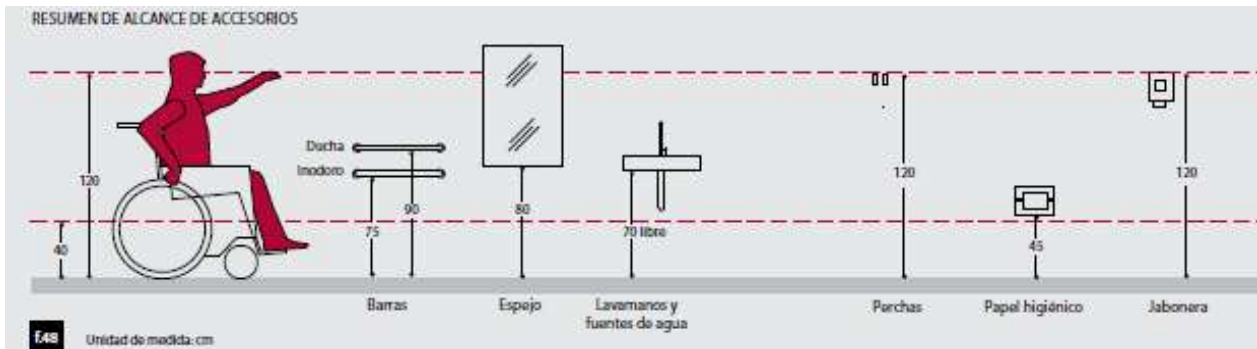 RESUMEN DE ALCANCE DE ACCESORIOS
Ducha
Inodoro
120
40
75
90
80
70 libre
120
45
120
Barras
Espejo
Lavamanos y
fuentes de agua
Perchas
Papel higiénico
Jabonera
f.48
Unidad de medida: cm